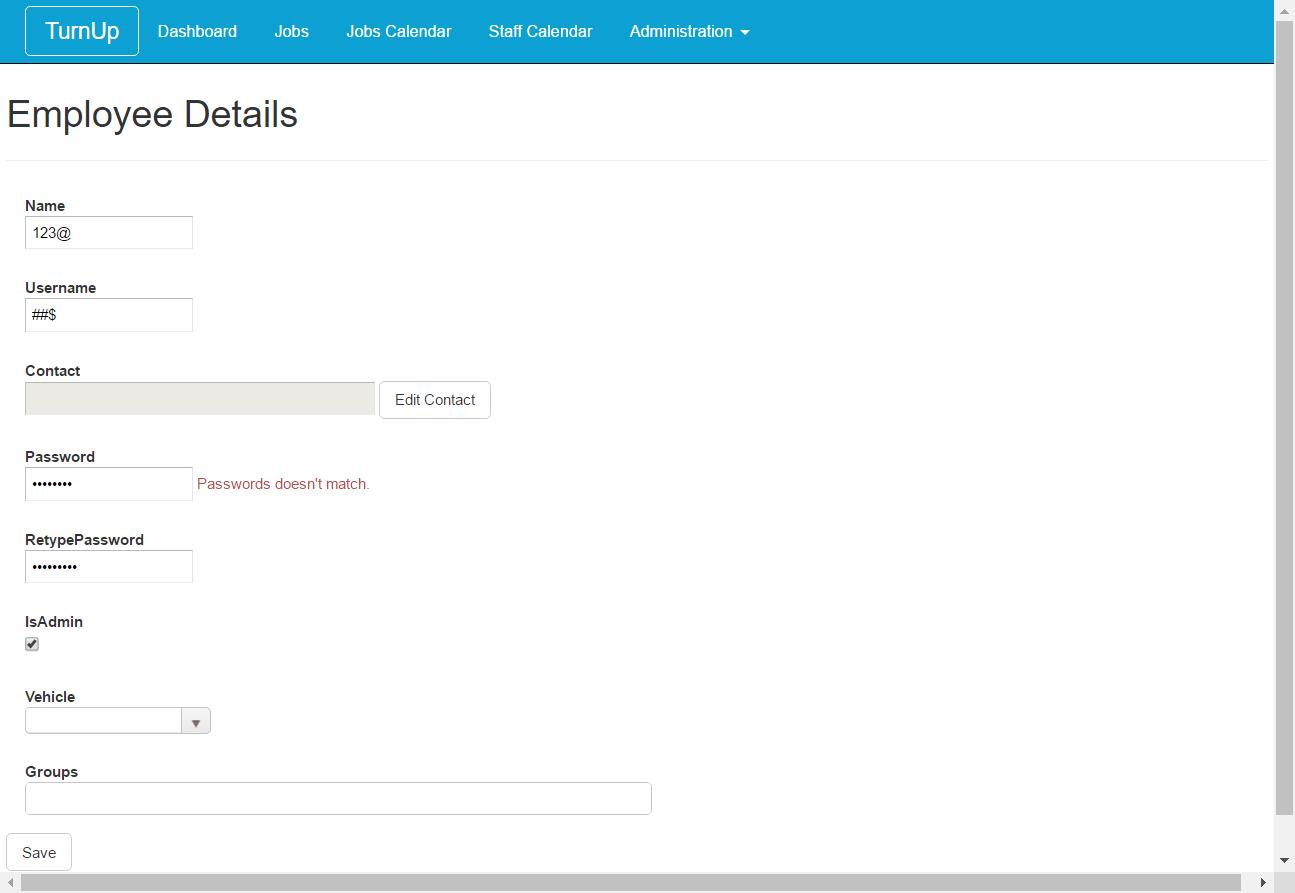 TurnUp Dashboard Jobs Jobs Calendar Staff Calendar Administration
Employee Details
Name
123@
Username
##$
Contact
Edit Contact
Password
•••••••• Passwords doesn't match.
RetypePassword
•••••••••
IsAdmin
Vehicle
Groups
Save